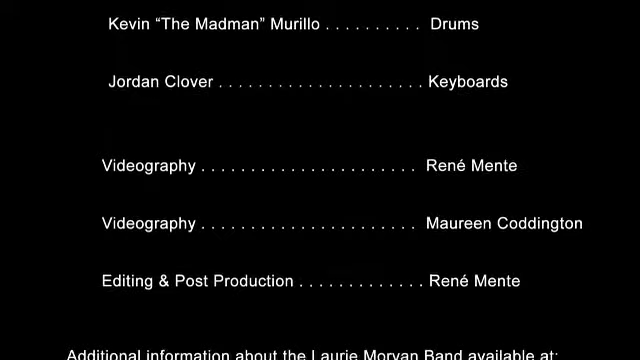 Kevin “The Madman” Murillo . . . . . . . . . . Drums
Jordan Clover . . . . . . . . . . . . . . . . . . . . . Keyboards
Videography . . . . . . . . . . . . . . . . . . . . . . René Mente
Videography . . . . . . . . . . . . . . . . . . . . . . Maureen Coddington
Editing & Post Production . . . . . . . . . . . . . René Mente
Additional information about the Laurie Morvan Band available at: